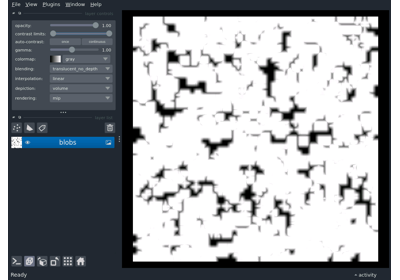 File View Plugins Window Help
opacity: 1.00
contrast limits:
auto-contrast: once continuous
gamma: 1.00
colormap: gray
blending: translucent_no_depth
interpolation: linear
depiction: volume
rendering: mip
blobs
Ready
activity